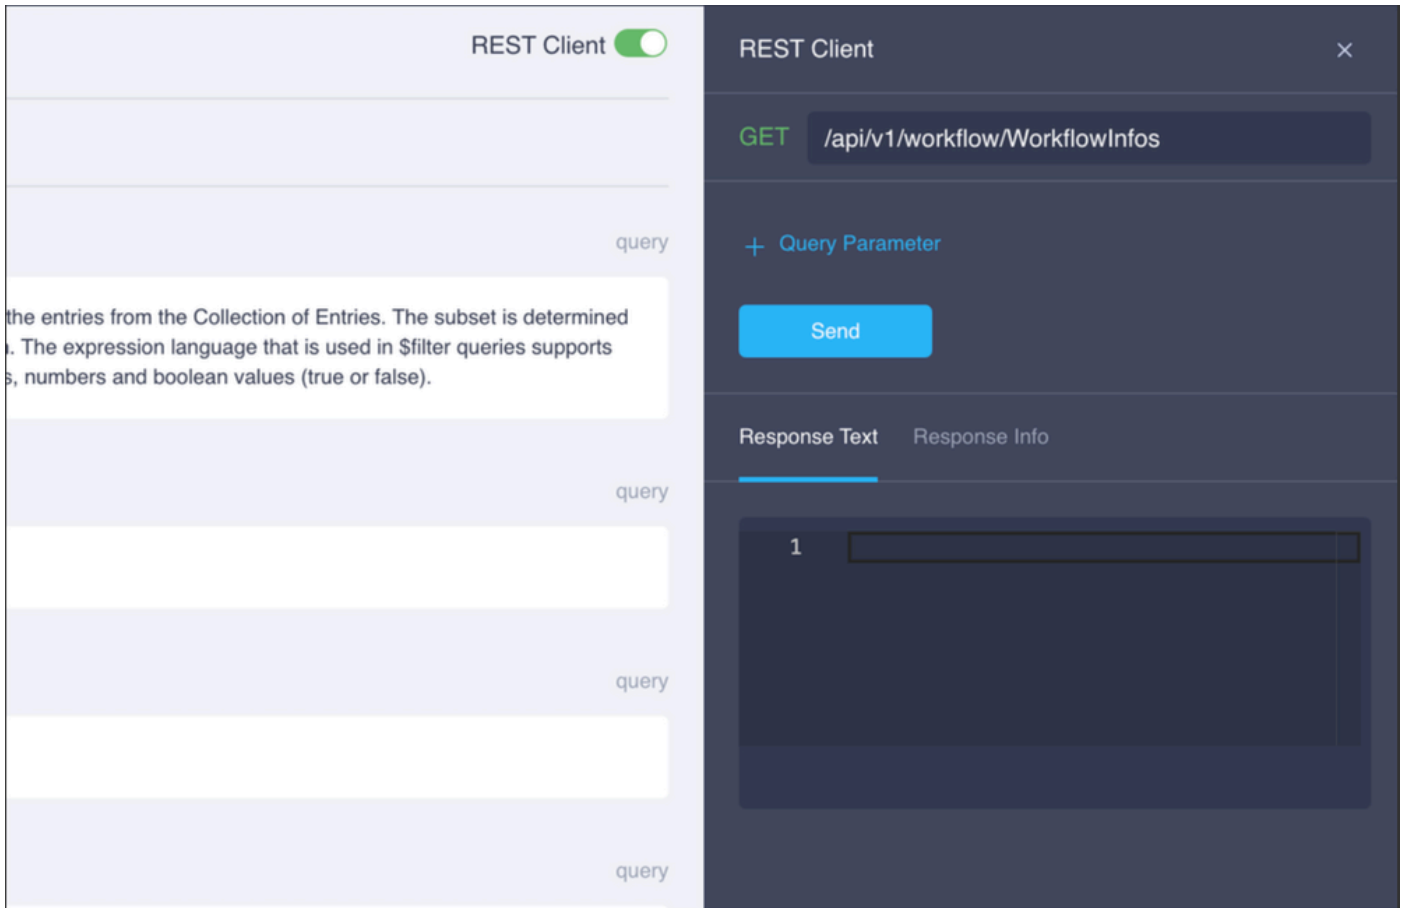 REST Client
query
the entries from the Collection of Entries. The subset is determined
. The expression language that is used in $filter queries supports
s, numbers and boolean values (true or false).
query
query
query
REST Client
GET /api/v1/workflow/WorkflowInfos
+ Query Parameter
Send
Response Text Response Info
1